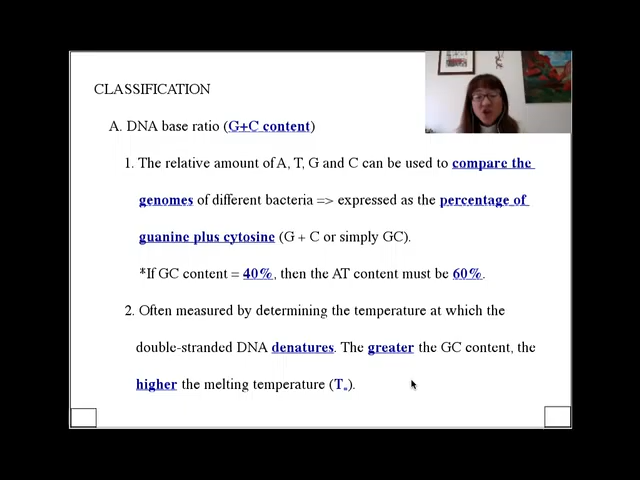 CLASSIFICATION
A. DNA base ratio (G+C content)
1. The relative amount of A, T, G and C can be used to compare the
genomes of different bacteria => expressed as the percentage of
guanine plus cytosine (G + C or simply GC).
*If GC content = 40%, then the AT content must be 60%.
2. Often measured by determining the temperature at which the
double-stranded DNA denatures. The greater the GC content, the
higher the melting temperature (T).